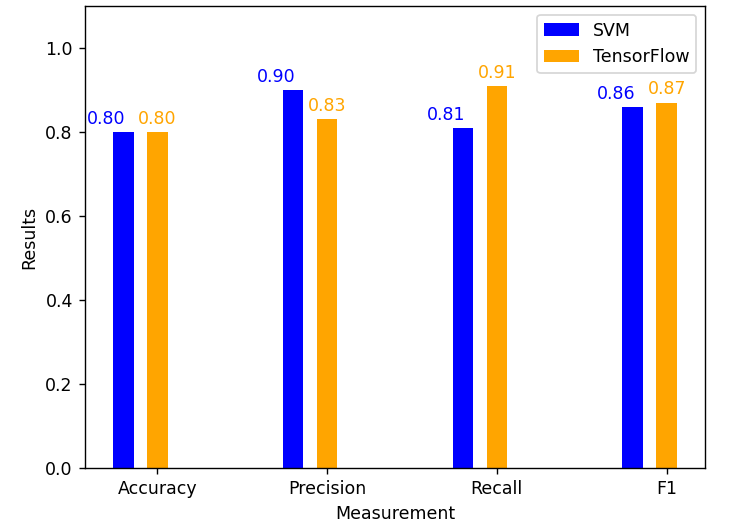 SVM
TensorFlow
Results
1.0
0.8
0.6
0.4
0.2
0.0
0.80
0.80
0.90
0.83
0.81
0.91
0.86
0.87
Accuracy
Precision
Recall
F1
Measurement